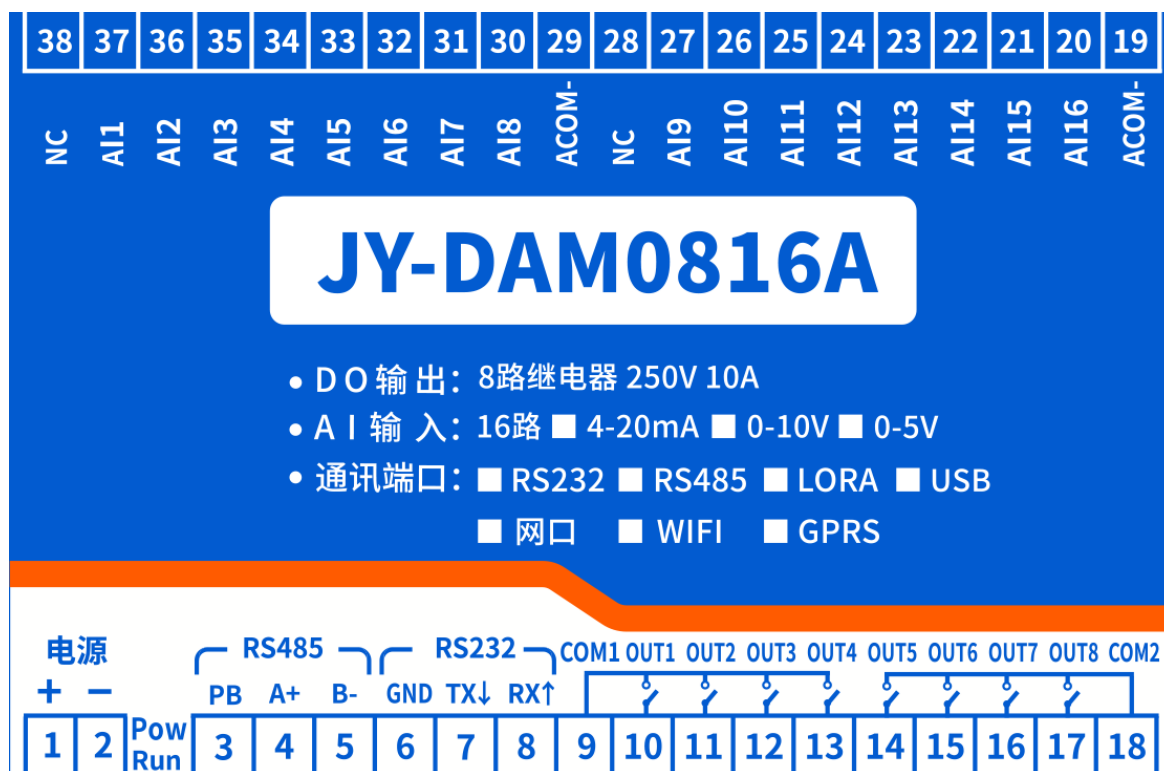 38 37 36 35 34 33 32 31 30 29 28 27 26 25 24 23 22 21 20 19
NC AI1 AI2 AI3 AI4 AI5 AI6 AI7 AI8 ACOM- NC AI9 AI10 AI11 AI12 AI13 AI14 AI15 AI16 ACOM-
JY-DAM0816A
• DO输出：8路继电器 250V 10A
• AI输入：16路 ■ 4-20mA ■ 0-10V ■ 0-5V
• 通讯端口：■ RS232 ■ RS485 ■ LORA ■ USB
■ 网口 ■ WIFI ■ GPRS
电源 RS485 RS232 COM1 OUT1 OUT2 OUT3 OUT4 OUT5 OUT6 OUT7 OUT8 COM2
+ − PB A+ B- GND TX↓ RX↑
1 2 Pow Run 3 4 5 6 7 8 9 10 11 12 13 14 15 16 17 18